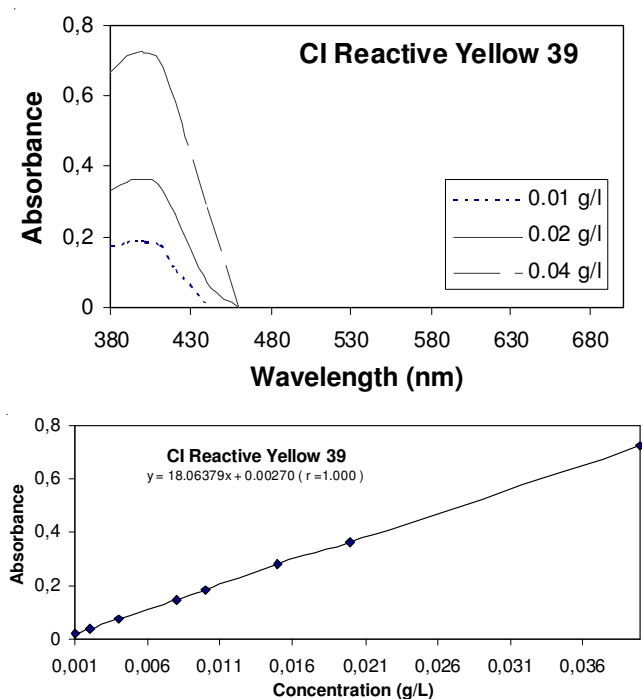 0,8
CI Reactive Yellow 39
0,6
0,4
0,2
0
Absorbance
0.01 g/l
0.02 g/l
0.04 g/l
380 430 480 530 580 630 680
Wavelength (nm)
0,8
CI Reactive Yellow 39
y = 18.06379x + 0.00270 ( r =1.000 )
0,6
0,4
0,2
0
Absorbance
0,001 0,006 0,011 0,016 0,021 0,026 0,031 0,036
Concentration (g/L)